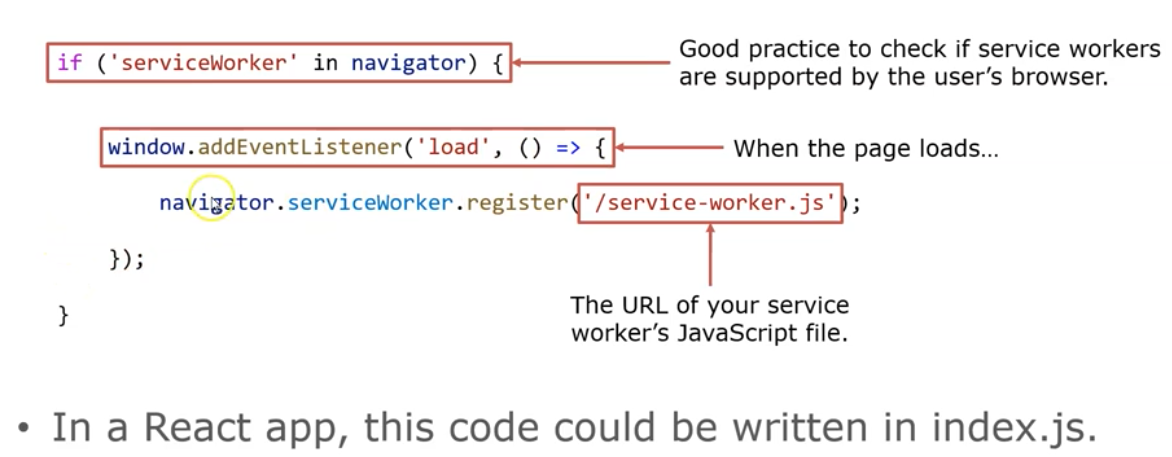 if ('serviceWorker' in navigator) {
Good practice to check if service workers
are supported by the user's browser.
window.addEventListener('load', () => {
When the page loads...
navigator.serviceWorker.register('/service-worker.js');
});
The URL of your service
worker's JavaScript file.
}
• In a React app, this code could be written in index.js.